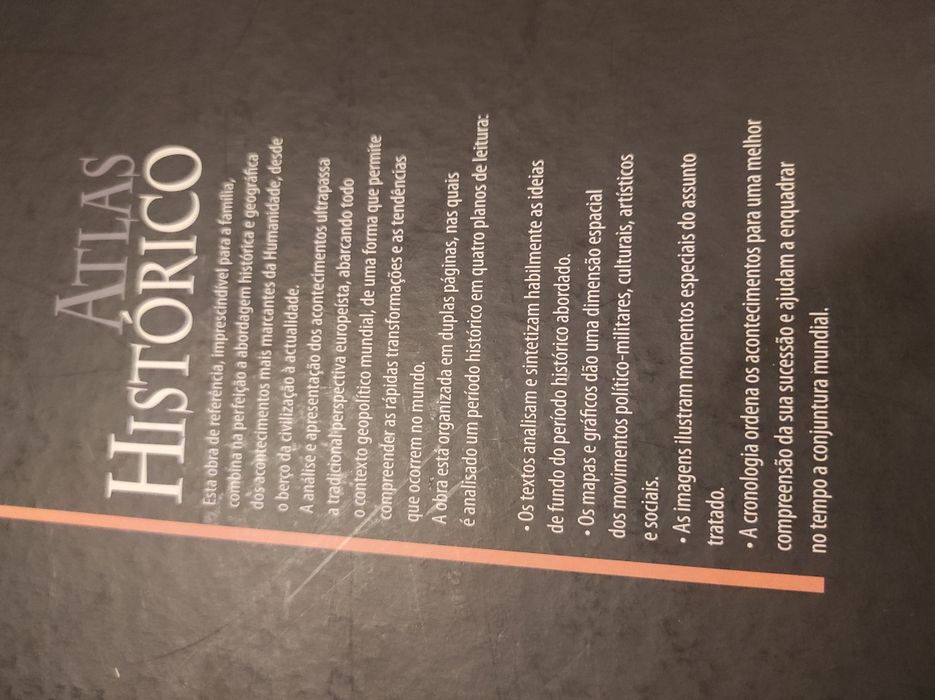 ATLAS
HISTÓRICO
Esta obra de referência, imprescindível para a família,
combina na perfeição a abordagem histórica e geográfica
dos acontecimentos mais marcantes da Humanidade, desde
o berço da civilização à actualidade.
A análise e apresentação dos acontecimentos ultrapassa
a tradicional perspectiva europeísta, abarcando todo
o contexto geopolítico mundial, de uma forma que permite
compreender as rápidas transformações e as tendências
que ocorrem no mundo.
A obra está organizada em duplas páginas, nas quais
é analisado um período histórico em quatro planos de leitura:
• Os textos analisam e sintetizam habilmente as ideias
de fundo do período histórico abordado.
• Os mapas e gráficos dão uma dimensão espacial
dos movimentos político-militares, culturais, artísticos
e sociais.
• As imagens ilustram momentos especiais do assunto
tratado.
• A cronologia ordena os acontecimentos para uma melhor
compreensão da sua sucessão e ajudam a enquadrar
no tempo a conjuntura mundial.